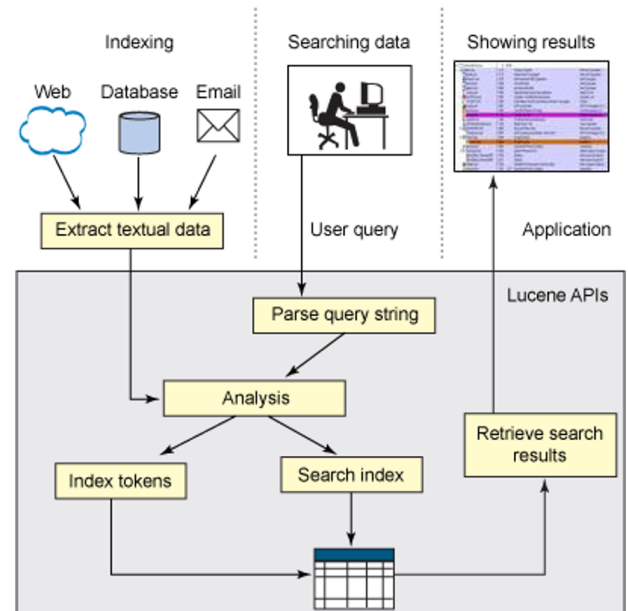 Indexing
Searching data
Showing results
Web
Database
Email
Extract textual data
User query
Application
Lucene APIs
Parse query string
Analysis
Retrieve search
results
Index tokens
Search index